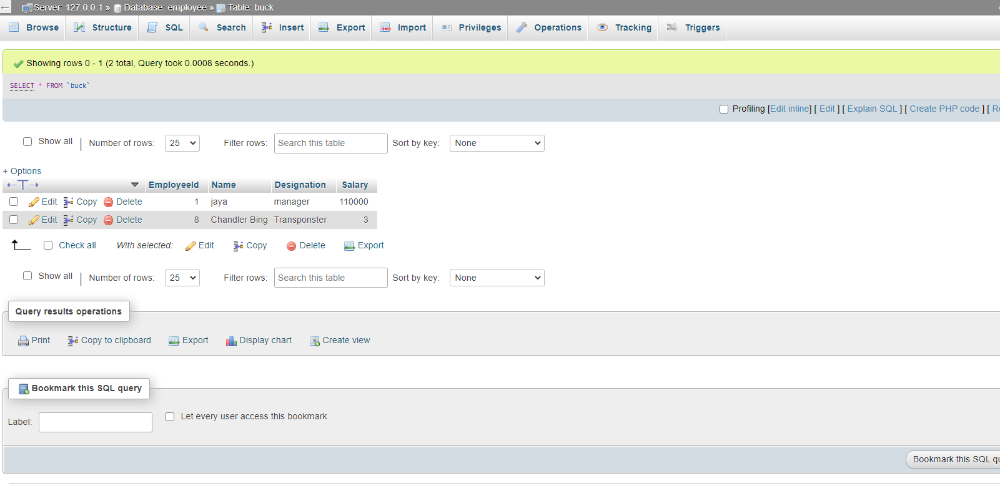 Server: 127.0.0.1 » Database: employee » Table: buck
Browse Structure SQL Search Insert Export Import Privileges Operations Tracking Triggers
Showing rows 0 - 1 (2 total, Query took 0.0008 seconds.)
SELECT * FROM `buck`
Profiling [Edit inline] [ Edit ] [ Explain SQL ] [ Create PHP code ] [ Re
Show all | Number of rows: 25 Filter rows: Search this table Sort by key: None
+ Options
←T→ EmployeeId Name Designation Salary
Edit Copy Delete 1 jaya manager 110000
Edit Copy Delete 8 Chandler Bing Transponster 3
Check all With selected: Edit Copy Delete Export
Show all | Number of rows: 25 Filter rows: Search this table Sort by key: None
Query results operations
Print Copy to clipboard Export Display chart Create view
Bookmark this SQL query
Label: Let every user access this bookmark
Bookmark this SQL qu